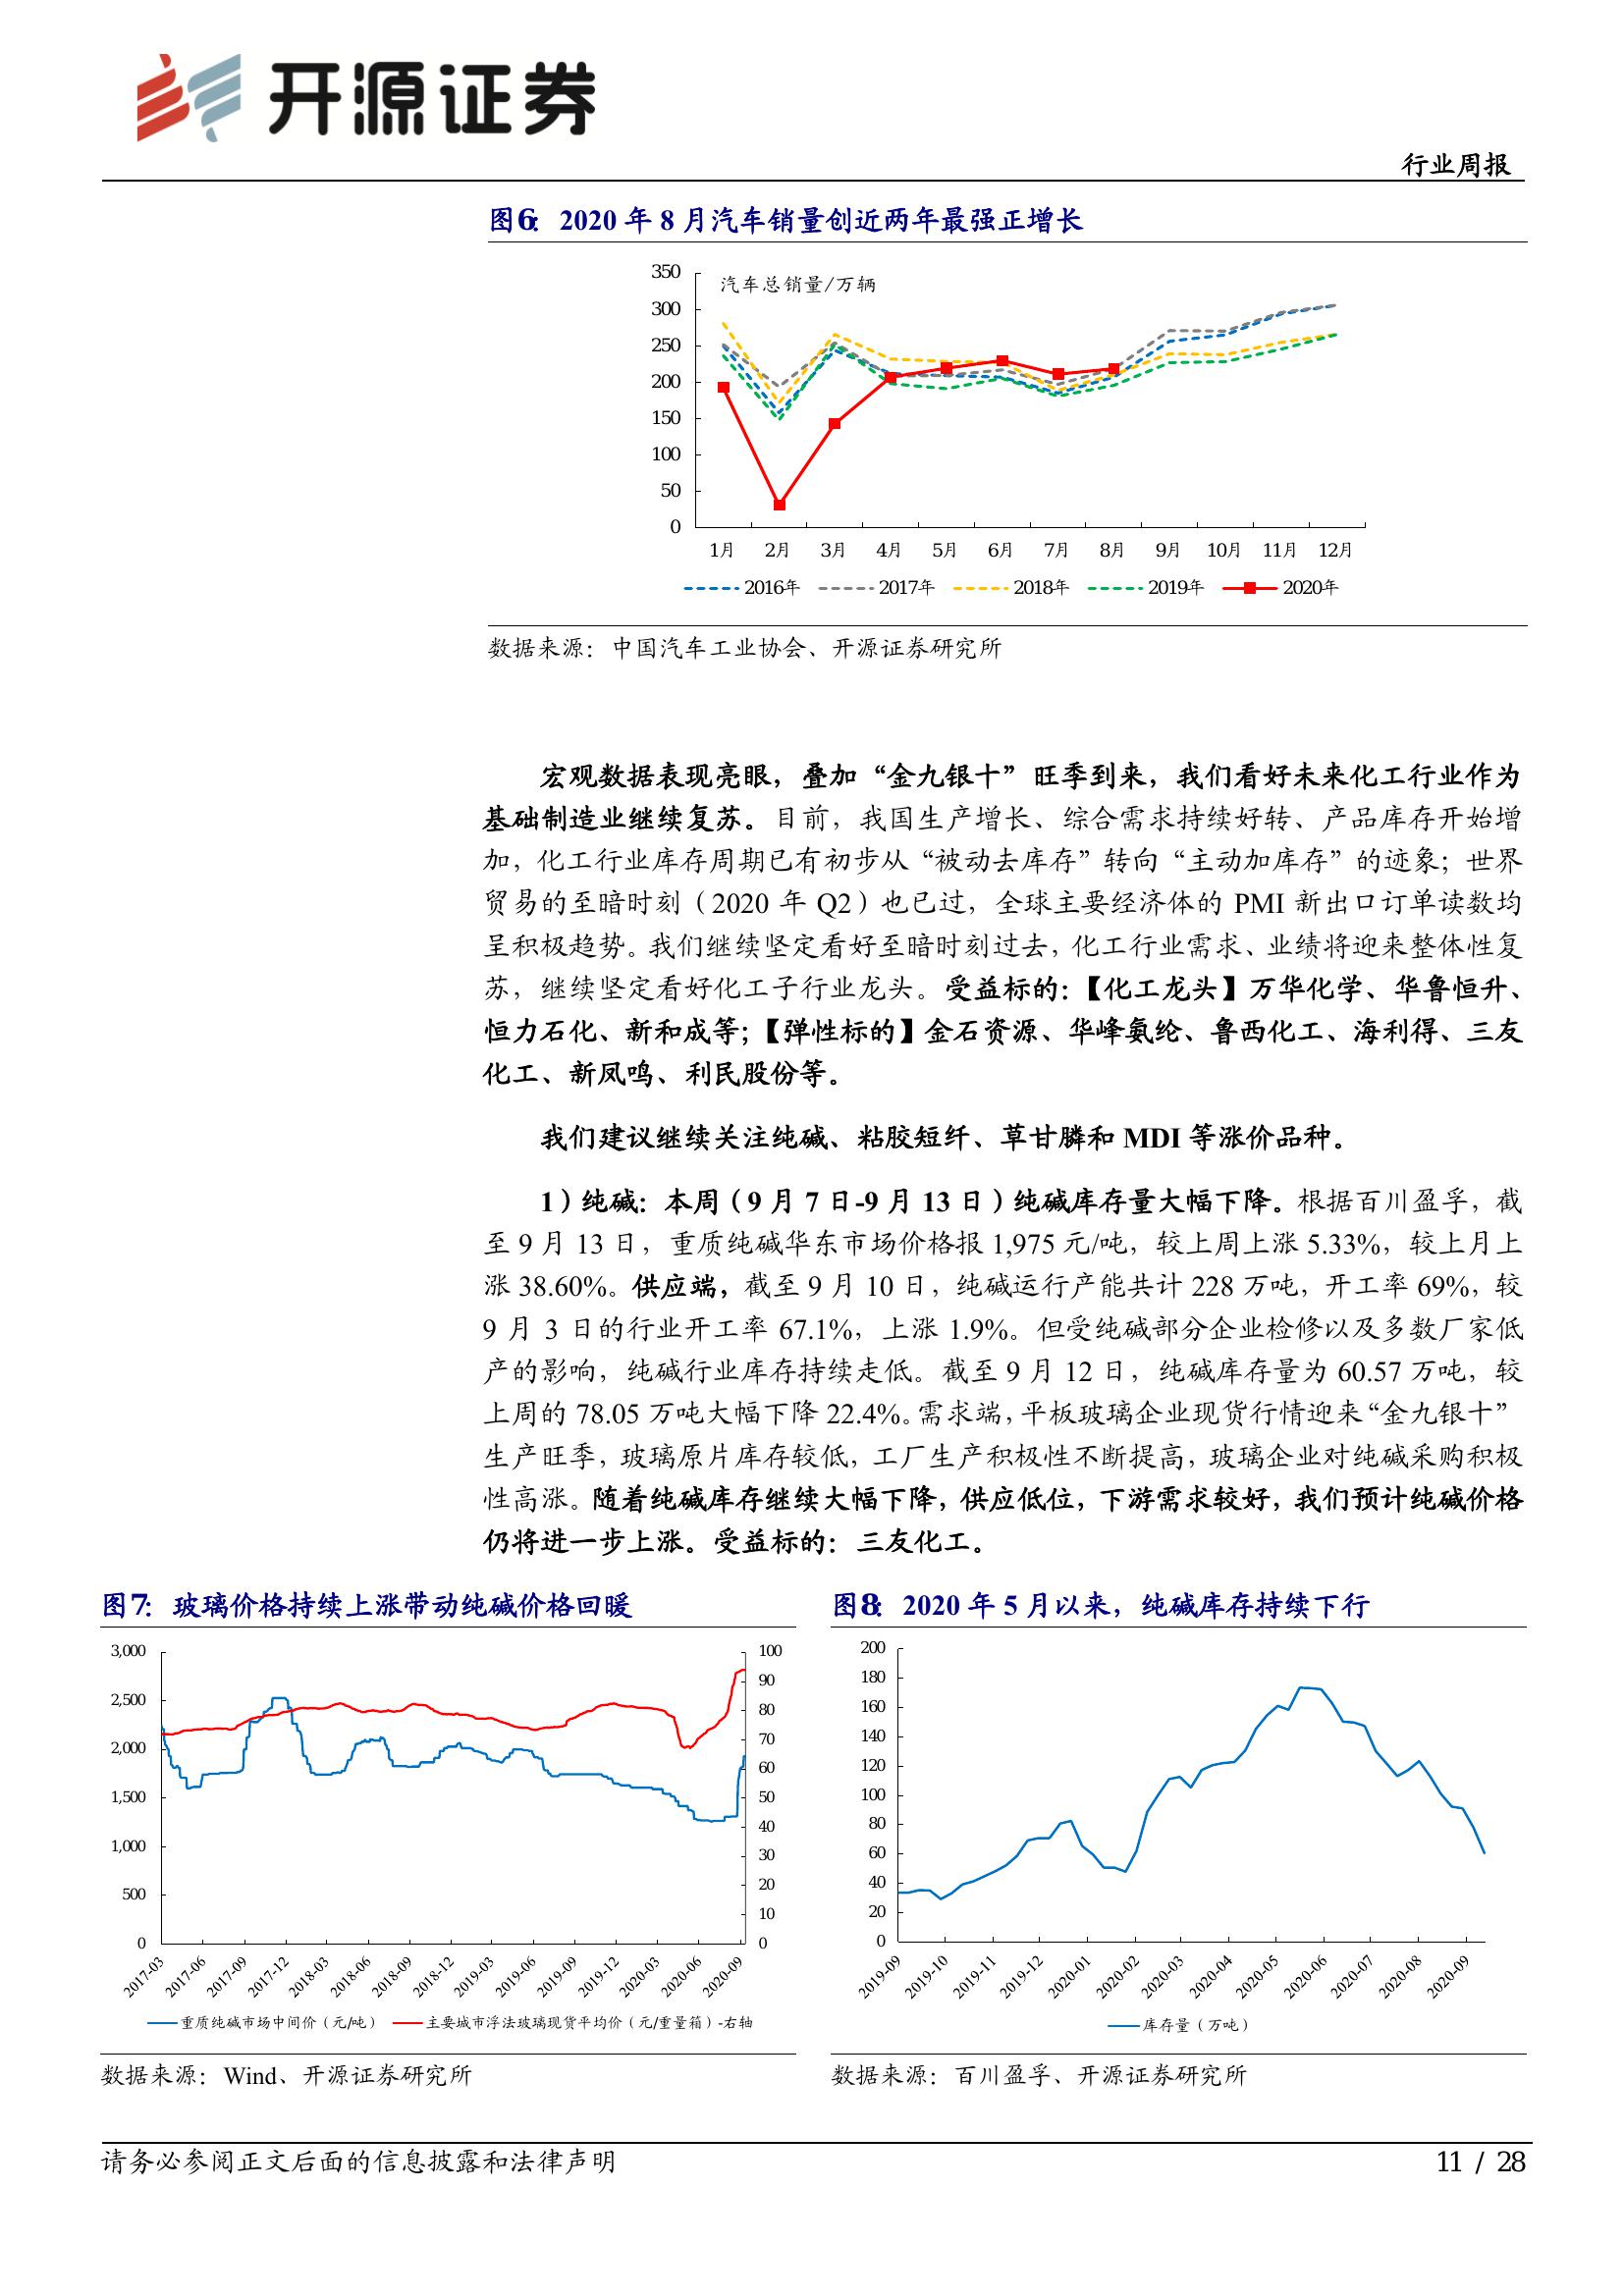 开源证券
行业周报
图6: 2020 年 8 月汽车销量创近两年最强正增长
汽车总销量/万辆
350
300
250
200
150
100
50
0
1月 2月 3月 4月 5月 6月 7月 8月 9月 10月 11月 12月
2016年 2017年 2018年 2019年 2020年
数据来源：中国汽车工业协会、开源证券研究所
宏观数据表现亮眼，叠加“金九银十”旺季到来，我们看好未来化工行业作为
基础制造业继续复苏。目前，我国生产增长、综合需求持续好转、产品库存开始增
加，化工行业库存周期已有初步从“被动去库存”转向“主动加库存”的迹象；世界
贸易的至暗时刻（2020 年 Q2）也已过，全球主要经济体的 PMI 新出口订单读数均
呈积极趋势。我们继续坚定看好至暗时刻过去，化工行业需求、业绩将迎来整体性复
苏，继续坚定看好化工子行业龙头。受益标的：【化工龙头】万华化学、华鲁恒升、
恒力石化、新和成等；【弹性标的】金石资源、华峰氨纶、鲁西化工、海利得、三友
化工、新凤鸣、利民股份等。
我们建议继续关注纯碱、粘胶短纤、草甘膦和 MDI 等涨价品种。
1）纯碱：本周（9 月 7 日-9 月 13 日）纯碱库存量大幅下降。根据百川盈孚，截
至 9 月 13 日，重质纯碱华东市场价格报 1,975 元/吨，较上周上涨 5.33%，较上月上
涨 38.60%。供应端，截至 9 月 10 日，纯碱运行产能共计 228 万吨，开工率 69%，较
9 月 3 日的行业开工率 67.1%，上涨 1.9%。但受纯碱部分企业检修以及多数厂家低
产的影响，纯碱行业库存持续走低。截至 9 月 12 日，纯碱库存量为 60.57 万吨，较
上周的 78.05 万吨大幅下降 22.4%。需求端，平板玻璃企业现货行情迎来“金九银十”
生产旺季，玻璃原片库存较低，工厂生产积极性不断提高，玻璃企业对纯碱采购积极
性高涨。随着纯碱库存继续大幅下降，供应低位，下游需求较好，我们预计纯碱价格
仍将进一步上涨。受益标的：三友化工。
图7: 玻璃价格持续上涨带动纯碱价格回暖
3,000
2,500
2,000
1,500
1,000
500
0
100
90
80
70
60
50
40
30
20
10
0
2017-03 2017-06 2017-09 2017-12 2018-03 2018-06 2018-09 2018-12 2019-03 2019-06 2019-09 2019-12 2020-03 2020-06 2020-09
重质纯碱市场中间价（元/吨） 主要城市浮法玻璃现货平均价（元/重量箱）-右轴
数据来源：Wind、开源证券研究所
图8: 2020 年 5 月以来，纯碱库存持续下行
200
180
160
140
120
100
80
60
40
20
0
2019-09 2019-10 2019-11 2019-12 2020-01 2020-02 2020-03 2020-04 2020-05 2020-06 2020-07 2020-08 2020-09
库存量（万吨）
数据来源：百川盈孚、开源证券研究所
请务必参阅正文后面的信息披露和法律声明
11 / 28